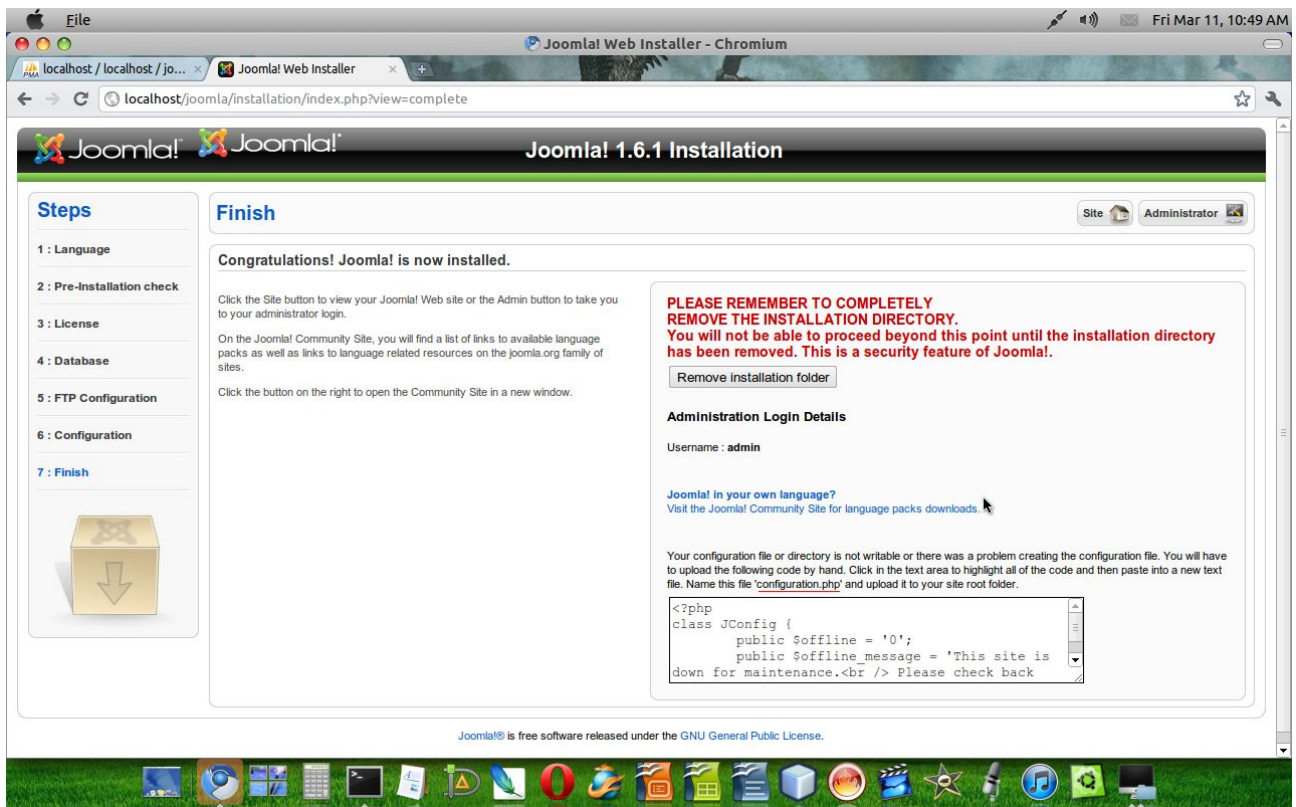 File
Fri Mar 11, 10:49 AM
Joomla! Web Installer - Chromium
localhost / localhost / jo...
Joomla! Web Installer
localhost/joomla/installation/index.php?view=complete
Joomla!
Joomla!
Joomla! 1.6.1 Installation
Steps
1 : Language
2 : Pre-Installation check
3 : License
4 : Database
5 : FTP Configuration
6 : Configuration
7 : Finish
Finish
Site
Administrator
Congratulations! Joomla! is now installed.
Click the Site button to view your Joomla! Web site or the Admin button to take you
to your administrator login.
On the Joomla! Community Site, you will find a list of links to available language
packs as well as links to language related resources on the joomla.org family of
sites.
Click the button on the right to open the Community Site in a new window.
PLEASE REMEMBER TO COMPLETELY
REMOVE THE INSTALLATION DIRECTORY.
You will not be able to proceed beyond this point until the installation directory
has been removed. This is a security feature of Joomla!.
Remove installation folder
Administration Login Details
Username : admin
Joomla! in your own language?
Visit the Joomla! Community Site for language packs downloads.
Your configuration file or directory is not writable or there was a problem creating the configuration file. You will have
to upload the following code by hand. Click in the text area to highlight all of the code and then paste into a new text
file. Name this file 'configuration.php' and upload it to your site root folder.
<?php
class JConfig {
public $offline = '0';
public $offline_message = 'This site is
down for maintenance.<br /> Please check back
Joomla!® is free software released under the GNU General Public License.